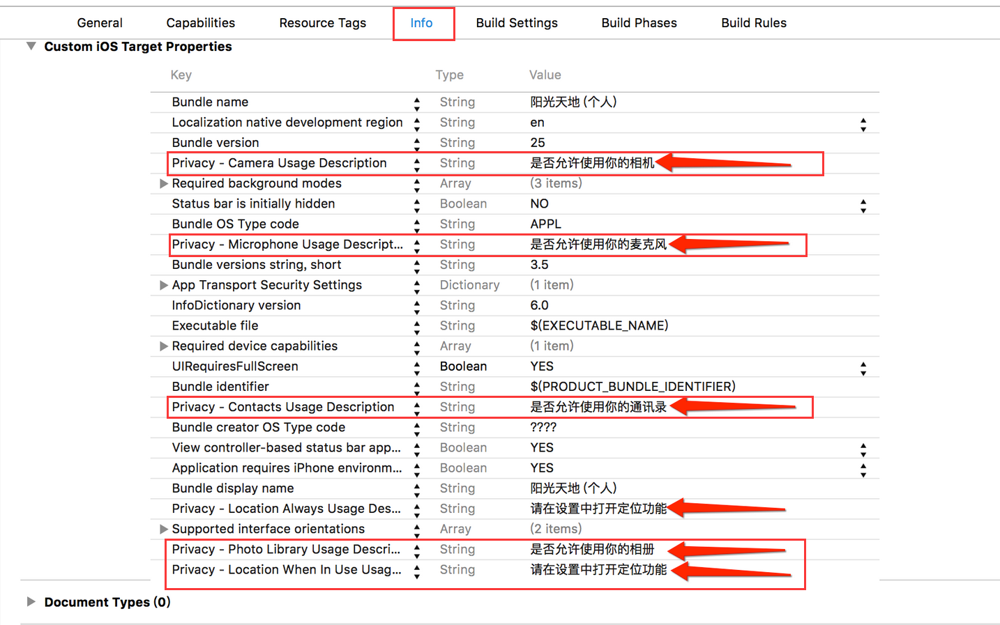 General Capabilities Resource Tags Info Build Settings Build Phases Build Rules
Custom iOS Target Properties
Key Type Value
Bundle name String 阳光天地 (个人)
Localization native development region String en
Bundle version String 25
Privacy - Camera Usage Description String 是否允许使用你的相机
Required background modes Array (3 items)
Status bar is initially hidden Boolean NO
Bundle OS Type code String APPL
Privacy - Microphone Usage Descript... String 是否允许使用你的麦克风
Bundle versions string, short String 3.5
App Transport Security Settings Dictionary (1 item)
InfoDictionary version String 6.0
Executable file String $(EXECUTABLE_NAME)
Required device capabilities Array (1 item)
UIRequiresFullScreen Boolean YES
Bundle identifier String $(PRODUCT_BUNDLE_IDENTIFIER)
Privacy - Contacts Usage Description String 是否允许使用你的通讯录
Bundle creator OS Type code String ????
View controller-based status bar app... Boolean YES
Application requires iPhone environm... Boolean YES
Bundle display name String 阳光天地 (个人)
Privacy - Location Always Usage Des... String 请在设置中打开定位功能
Supported interface orientations Array (2 items)
Privacy - Photo Library Usage Descri... String 是否允许使用你的相册
Privacy - Location When In Use Usag... String 请在设置中打开定位功能
Document Types (0)